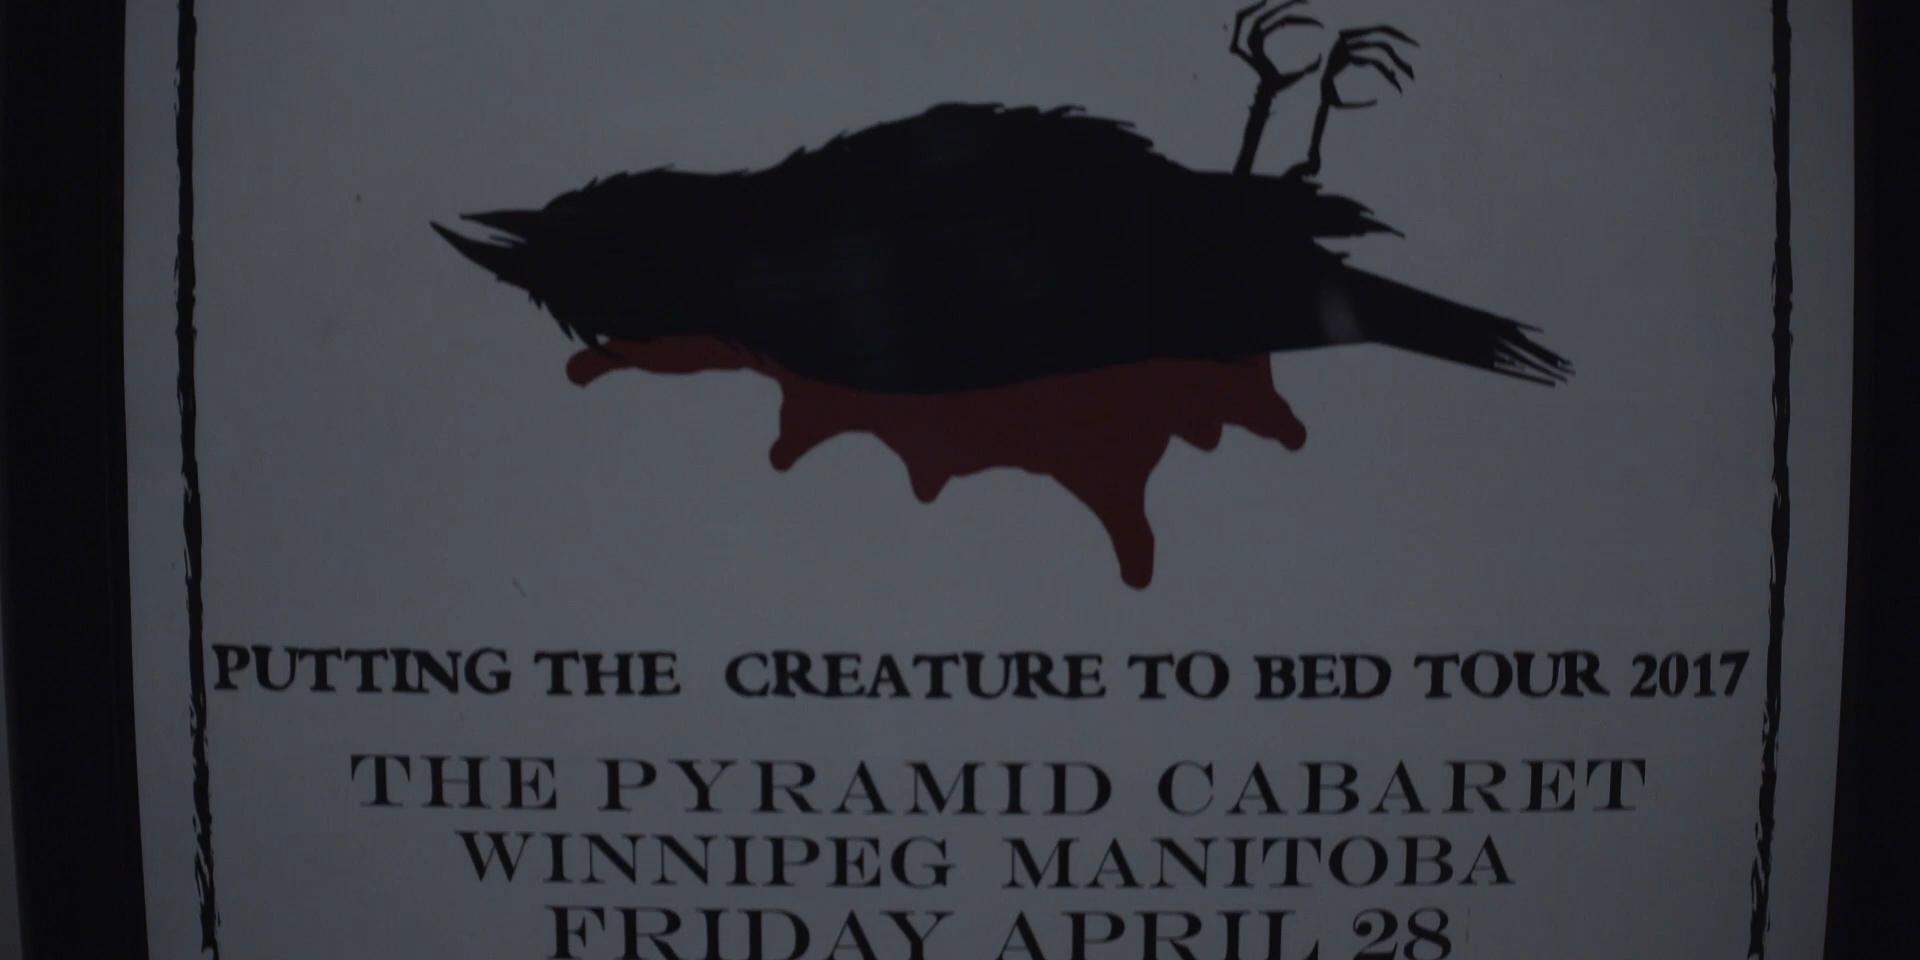 PUTTING THE CREATURE TO BED TOUR 2017
THE PYRAMID CABARET
WINNIPEG MANITOBA
FRIDAY APRIL 28